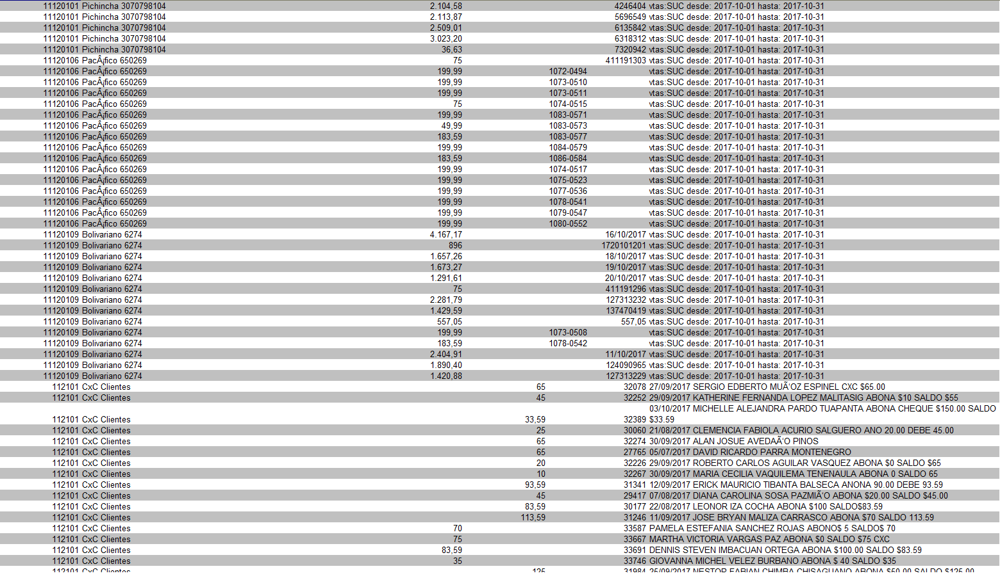 11120101 Pichincha 3070798104 2.104,58 4246404 vtas:SUC desde: 2017-10-01 hasta: 2017-10-31
11120101 Pichincha 3070798104 2.113,87 5696549 vtas:SUC desde: 2017-10-01 hasta: 2017-10-31
11120101 Pichincha 3070798104 2.509,01 6135842 vtas:SUC desde: 2017-10-01 hasta: 2017-10-31
11120101 Pichincha 3070798104 3.023,20 6318312 vtas:SUC desde: 2017-10-01 hasta: 2017-10-31
11120101 Pichincha 3070798104 36,63 7320942 vtas:SUC desde: 2017-10-01 hasta: 2017-10-31
11120106 PacÂ¡fico 650269 75 411191303 vtas:SUC desde: 2017-10-01 hasta: 2017-10-31
11120106 PacÂ¡fico 650269 199,99 1072-0494 vtas:SUC desde: 2017-10-01 hasta: 2017-10-31
11120106 PacÂ¡fico 650269 199,99 1073-0510 vtas:SUC desde: 2017-10-01 hasta: 2017-10-31
11120106 PacÂ¡fico 650269 199,99 1073-0511 vtas:SUC desde: 2017-10-01 hasta: 2017-10-31
11120106 PacÂ¡fico 650269 75 1074-0515 vtas:SUC desde: 2017-10-01 hasta: 2017-10-31
11120106 PacÂ¡fico 650269 199,99 1083-0571 vtas:SUC desde: 2017-10-01 hasta: 2017-10-31
11120106 PacÂ¡fico 650269 49,99 1083-0573 vtas:SUC desde: 2017-10-01 hasta: 2017-10-31
11120106 PacÂ¡fico 650269 183,59 1083-0577 vtas:SUC desde: 2017-10-01 hasta: 2017-10-31
11120106 PacÂ¡fico 650269 199,99 1084-0579 vtas:SUC desde: 2017-10-01 hasta: 2017-10-31
11120106 PacÂ¡fico 650269 183,59 1086-0584 vtas:SUC desde: 2017-10-01 hasta: 2017-10-31
11120106 PacÂ¡fico 650269 199,99 1074-0517 vtas:SUC desde: 2017-10-01 hasta: 2017-10-31
11120106 PacÂ¡fico 650269 199,99 1075-0523 vtas:SUC desde: 2017-10-01 hasta: 2017-10-31
11120106 PacÂ¡fico 650269 199,99 1077-0536 vtas:SUC desde: 2017-10-01 hasta: 2017-10-31
11120106 PacÂ¡fico 650269 199,99 1078-0541 vtas:SUC desde: 2017-10-01 hasta: 2017-10-31
11120106 PacÂ¡fico 650269 199,99 1079-0547 vtas:SUC desde: 2017-10-01 hasta: 2017-10-31
11120106 PacÂ¡fico 650269 199,99 1080-0552 vtas:SUC desde: 2017-10-01 hasta: 2017-10-31
11120109 Bolivariano 6274 4.167,17 16/10/2017 vtas:SUC desde: 2017-10-01 hasta: 2017-10-31
11120109 Bolivariano 6274 896 1720101201 vtas:SUC desde: 2017-10-01 hasta: 2017-10-31
11120109 Bolivariano 6274 1.657,26 18/10/2017 vtas:SUC desde: 2017-10-01 hasta: 2017-10-31
11120109 Bolivariano 6274 1.673,27 19/10/2017 vtas:SUC desde: 2017-10-01 hasta: 2017-10-31
11120109 Bolivariano 6274 1.291,61 20/10/2017 vtas:SUC desde: 2017-10-01 hasta: 2017-10-31
11120109 Bolivariano 6274 75 411191296 vtas:SUC desde: 2017-10-01 hasta: 2017-10-31
11120109 Bolivariano 6274 2.281,79 127313232 vtas:SUC desde: 2017-10-01 hasta: 2017-10-31
11120109 Bolivariano 6274 1.429,59 137470419 vtas:SUC desde: 2017-10-01 hasta: 2017-10-31
11120109 Bolivariano 6274 557,05 557,05 vtas:SUC desde: 2017-10-01 hasta: 2017-10-31
11120109 Bolivariano 6274 199,99 1073-0508 vtas:SUC desde: 2017-10-01 hasta: 2017-10-31
11120109 Bolivariano 6274 183,59 1078-0542 vtas:SUC desde: 2017-10-01 hasta: 2017-10-31
11120109 Bolivariano 6274 2.404,91 11/10/2017 vtas:SUC desde: 2017-10-01 hasta: 2017-10-31
11120109 Bolivariano 6274 1.890,40 124090965 vtas:SUC desde: 2017-10-01 hasta: 2017-10-31
11120109 Bolivariano 6274 1.420,88 127313229 vtas:SUC desde: 2017-10-01 hasta: 2017-10-31
112101 CxC Clientes 65 32078 27/09/2017 SERGIO EDBERTO MUÃ‘OZ ESPINEL CXC $65.00
112101 CxC Clientes 45 32252 29/09/2017 KATHERINE FERNANDA LOPEZ MALITASIG ABONA $10 SALDO $55
03/10/2017 MICHELLE ALEJANDRA PARDO TUAPANTA ABONA CHEQUE $150.00 SALDO
112101 CxC Clientes 33,59 32389 $33.59
112101 CxC Clientes 25 30060 21/08/2017 CLEMENCIA FABIOLA ACURIO SALGUERO ANO 20.00 DEBE 45.00
112101 CxC Clientes 65 32274 30/09/2017 ALAN JOSUE AVEDAÃ‘O PINOS
112101 CxC Clientes 65 27765 05/07/2017 DAVID RICARDO PARRA MONTENEGRO
112101 CxC Clientes 20 32226 29/09/2017 ROBERTO CARLOS AGUILAR VASQUEZ ABONA $0 SALDO $65
112101 CxC Clientes 10 32267 30/09/2017 MARIA CECILIA VAQUILEMA TENENAULA ABONA 0 SALDO 65
112101 CxC Clientes 93,59 31341 12/09/2017 ERICK MAURICIO TIBANTA BALSECA ANONA 90.00 DEBE 93.59
112101 CxC Clientes 45 29417 07/08/2017 DIANA CAROLINA SOSA PAZMIÃ‘O ABONA $20.00 SALDO $45.00
112101 CxC Clientes 83,59 30177 22/08/2017 LEONOR IZA COCHA ABONA $100 SALDO$83.59
112101 CxC Clientes 113,59 31246 11/09/2017 JOSE BRYAN MALIZA CARRASCO ABONA $70 SALDO 113.59
112101 CxC Clientes 70 33587 PAMELA ESTEFANIA SANCHEZ ROJAS ABONO$ 5 SALDO$ 70
112101 CxC Clientes 75 33667 MARTHA VICTORIA VARGAS PAZ ABONA $0 SALDO $75 CXC
112101 CxC Clientes 83,59 33691 DENNIS STEVEN IMBACUAN ORTEGA ABONA $100.00 SALDO $83.59
112101 CxC Clientes 35 33746 GIOVANNA MICHEL VELEZ BURBANO ABONA $ 40 SALDO $35
112101 CxC Clientes 125 31984 25/09/2017 NESTOR FABIAN CHIMBA CHISAGUANO ABONA $50.00 SALDO $125.00